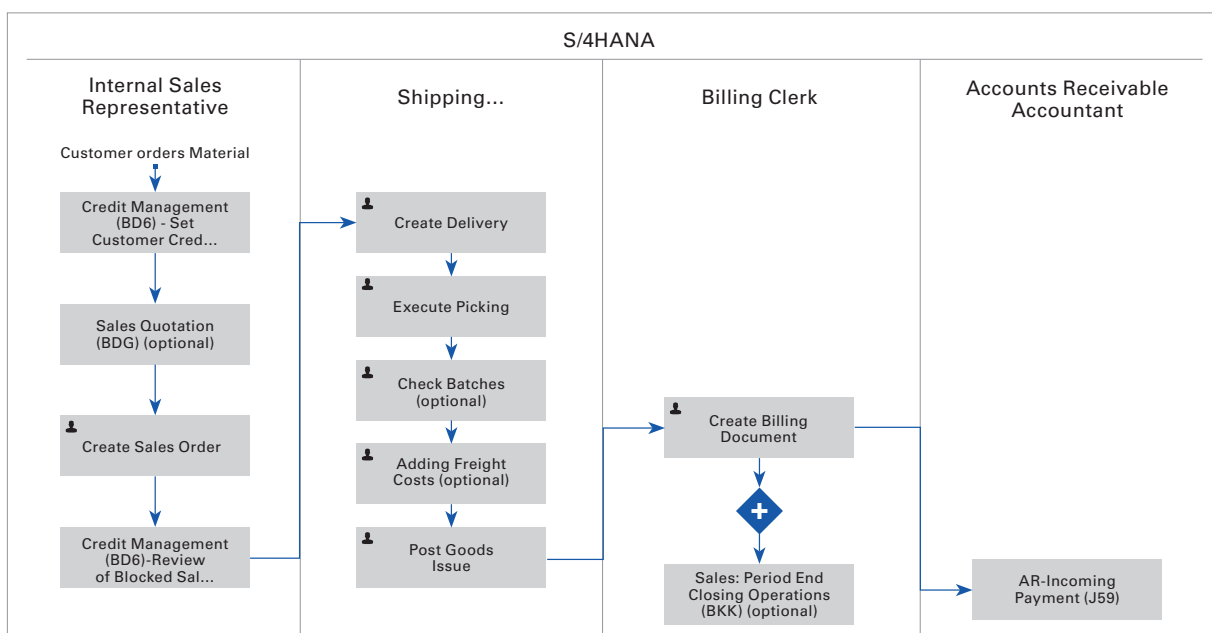 S/4HANA
Internal Sales
Representative
Shipping...
Billing Clerk
Accounts Receivable
Accountant
Customer orders Material
Credit Management
(BD6) - Set
Customer Cred...
Sales Quotation
(BDG) (optional)
Create Sales Order
Credit Management
(BD6)-Review
of Blocked Sal...
Create Delivery
Execute Picking
Check Batches
(optional)
Adding Freight
Costs (optional)
Post Goods
Issue
Create Billing
Document
Sales: Period End
Closing Operations
(BKK) (optional)
AR-Incoming
Payment (J59)